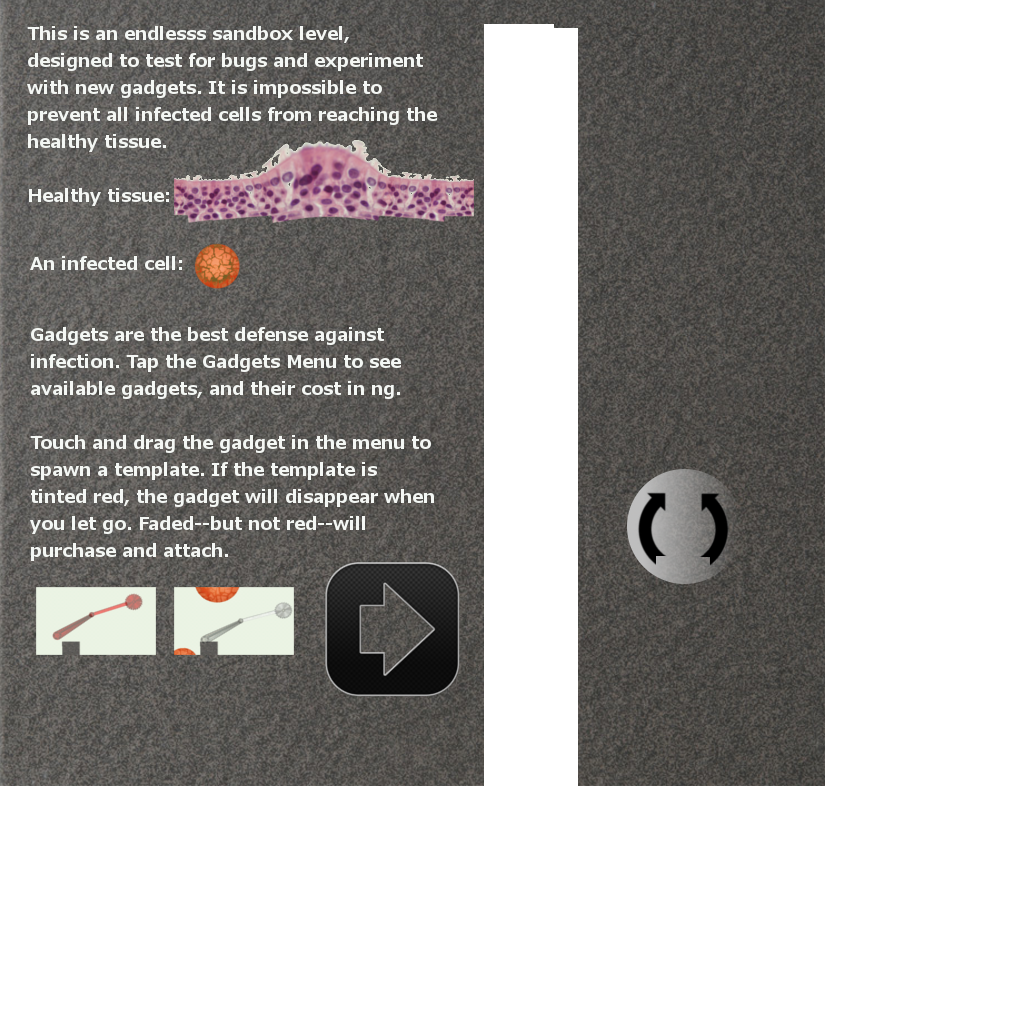 This is an endlesss sandbox level,
designed to test for bugs and experiment
with new gadgets. It is impossible to
prevent all infected cells from reaching the
healthy tissue.
Healthy tissue:
An infected cell:
Gadgets are the best defense against
infection. Tap the Gadgets Menu to see
available gadgets, and their cost in ng.
Touch and drag the gadget in the menu to
spawn a template. If the template is
tinted red, the gadget will disappear when
you let go. Faded--but not red--will
purchase and attach.